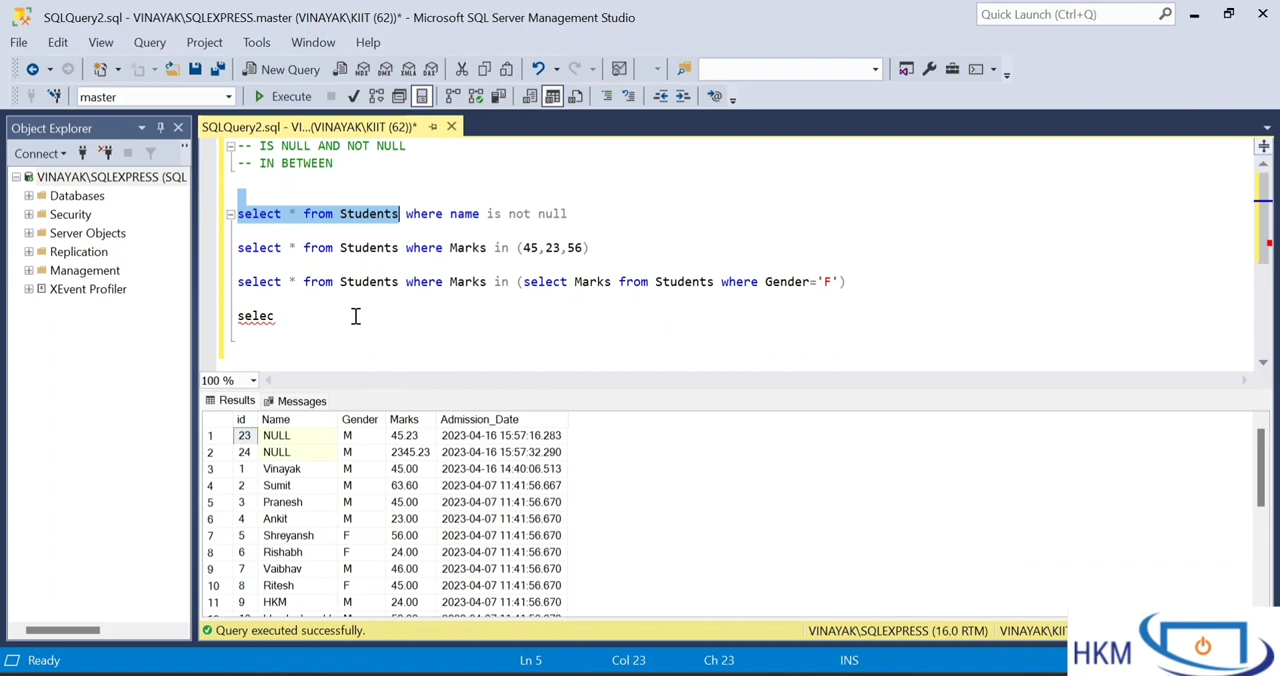 SQLQuery2.sql - VINAYAK\SQLEXPRESS.master (VINAYAK\KIIT (62))* - Microsoft SQL Server Management Studio
Quick Launch (Ctrl+Q)
File Edit View Query Project Tools Window Help
New Query
MDX DMX XMLA DAX
master
Execute
Object Explorer
SQLQuery2.sql - VI...(VINAYAK\KIIT (62))*
Connect
VINAYAK\SQLEXPRESS (SQL
Databases
Security
Server Objects
Replication
Management
XEvent Profiler
-- IS NULL AND NOT NULL
-- IN BETWEEN
select * from Students where name is not null
select * from Students where Marks in (45,23,56)
select * from Students where Marks in (select Marks from Students where Gender='F')
selec
100 %
Results Messages
id Name Gender Marks Admission_Date
1 23 NULL M 45.23 2023-04-16 15:57:16.283
2 24 NULL M 2345.23 2023-04-16 15:57:32.290
3 1 Vinayak M 45.00 2023-04-16 14:40:06.513
4 2 Sumit M 63.60 2023-04-07 11:41:56.667
5 3 Pranesh M 45.00 2023-04-07 11:41:56.670
6 4 Ankit M 23.00 2023-04-07 11:41:56.670
7 5 Shreyansh F 56.00 2023-04-07 11:41:56.670
8 6 Rishabh F 24.00 2023-04-07 11:41:56.670
9 7 Vaibhav M 46.00 2023-04-07 11:41:56.670
10 8 Ritesh F 45.00 2023-04-07 11:41:56.670
11 9 HKM M 24.00 2023-04-07 11:41:56.670
Query executed successfully.
VINAYAK\SQLEXPRESS (16.0 RTM) VINAYAK\KIIT
Ready
Ln 5 Col 23 Ch 23 INS
HKM